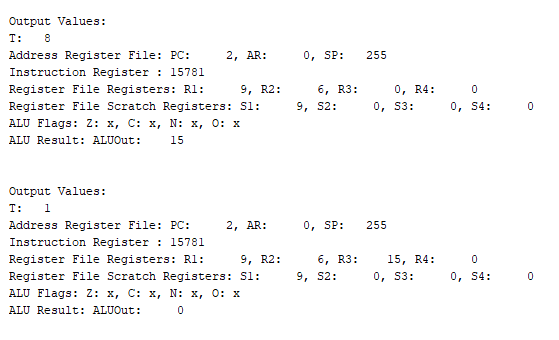 Output Values:
T: 8
Address Register File: PC: 2, AR: 0, SP: 255
Instruction Register : 15781
Register File Registers: R1: 9, R2: 6, R3: 0, R4: 0
Register File Scratch Registers: S1: 9, S2: 0, S3: 0, S4: 0
ALU Flags: Z: x, C: x, N: x, O: x
ALU Result: ALUOut: 15
Output Values:
T: 1
Address Register File: PC: 2, AR: 0, SP: 255
Instruction Register : 15781
Register File Registers: R1: 9, R2: 6, R3: 15, R4: 0
Register File Scratch Registers: S1: 9, S2: 0, S3: 0, S4: 0
ALU Flags: Z: x, C: x, N: x, O: x
ALU Result: ALUOut: 0